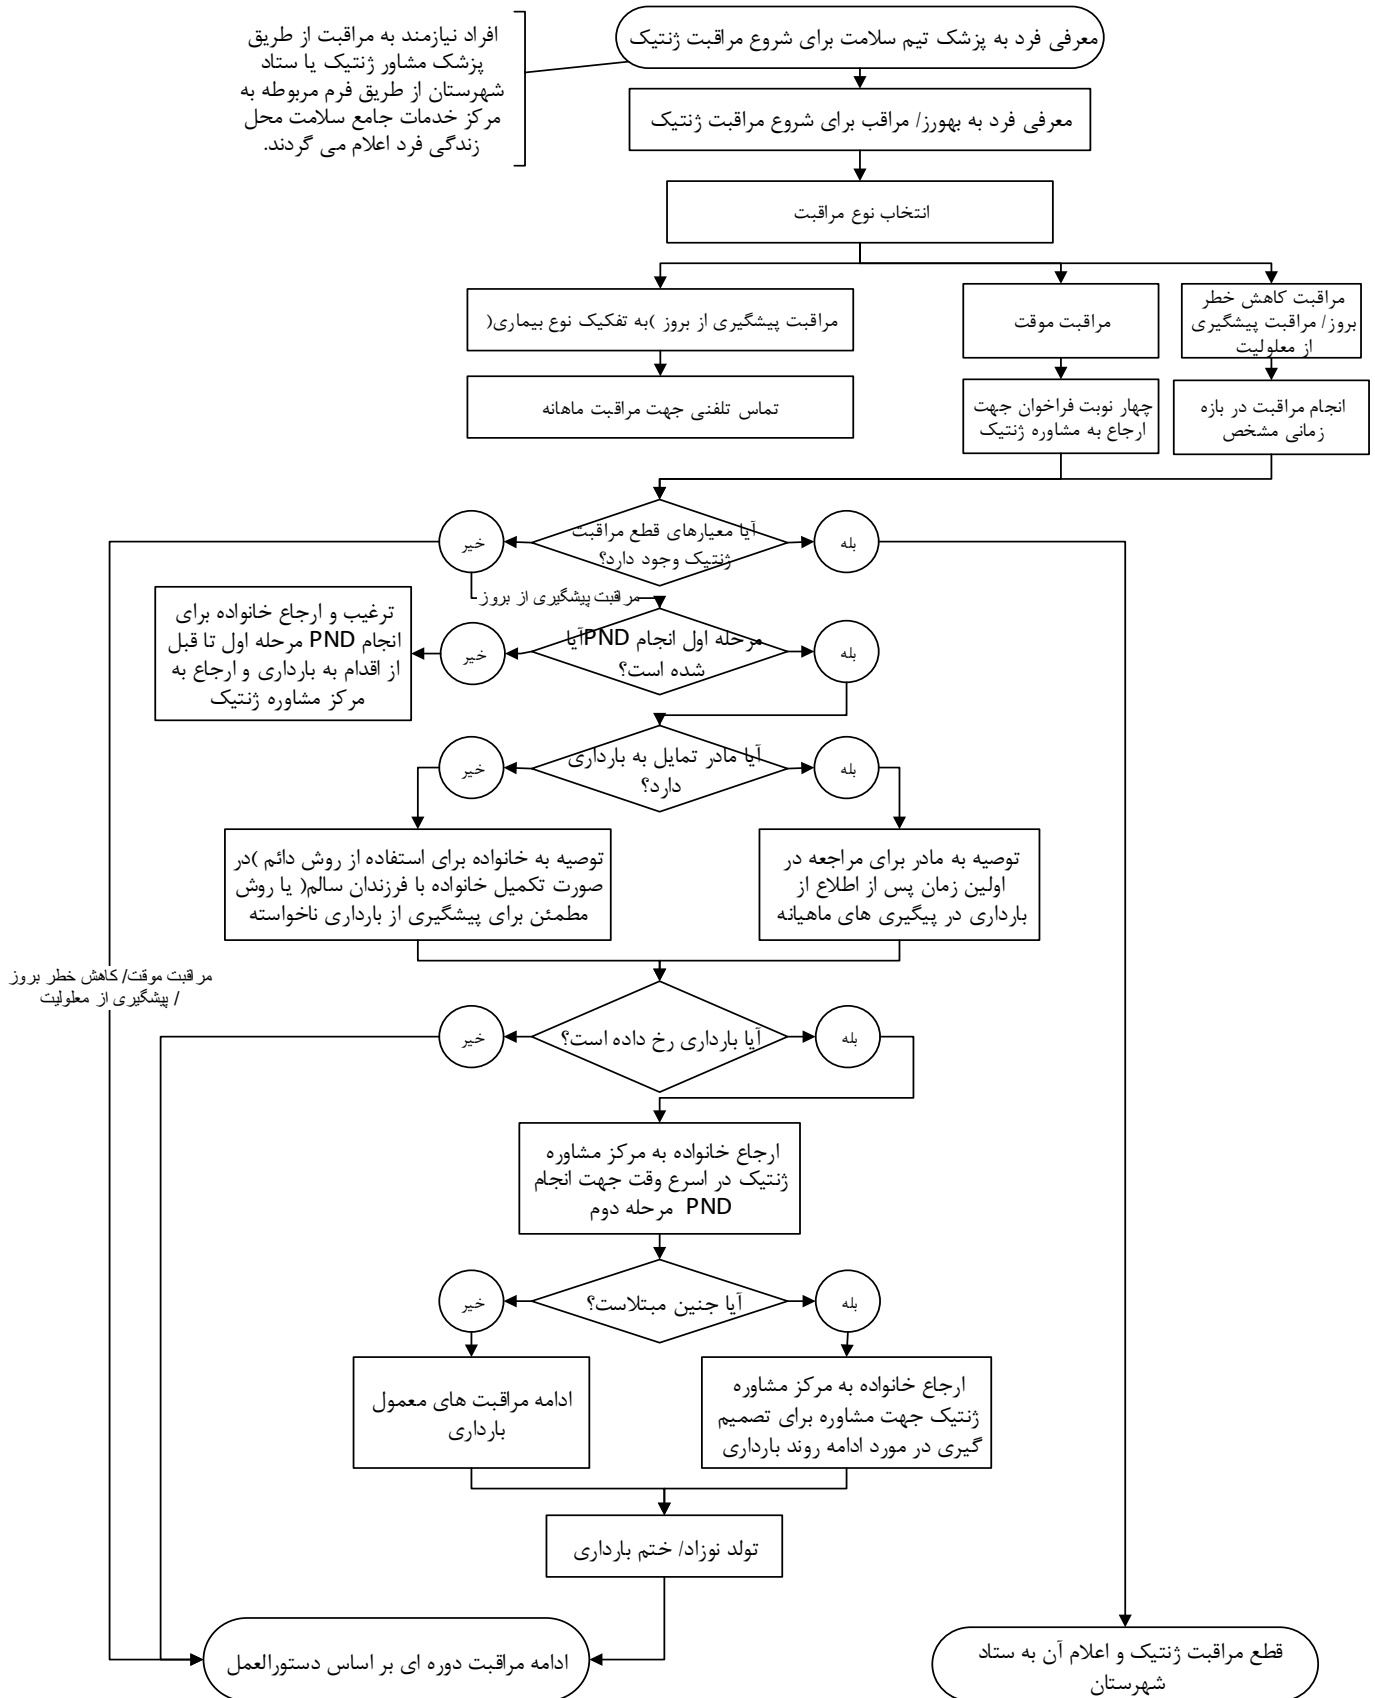 معرفی فرد به پزشک تیم سلامت برای شروع مراقبت ژنتیک
افراد نیازمند به مراقبت از طریق
پزشک مشاور ژنتیک یا ستاد
شهرستان از طریق فرم مربوطه به
مرکز خدمات جامع سلامت محل
زندگی فرد اعلام می گردند.
معرفی فرد به بهورز/ مراقب برای شروع مراقبت ژنتیک
انتخاب نوع مراقبت
مراقبت کاهش خطر
بروز/ مراقبت پیشگیری
از معلولیت
مراقبت موقت
مراقبت پیشگیری از بروز )به تفکیک نوع بیماری(
انجام مراقبت در بازه
زمانی مشخص
چهار نوبت فراخوان جهت
ارجاع به مشاوره ژنتیک
تماس تلفنی جهت مراقبت ماهانه
آیا معیارهای قطع مراقبت
ژنتیک وجود دارد؟
بله
خیر
مراقبت پیشگیری از بروز
مرحله اول انجام PNDآیا
شده است؟
بله
خیر
ترغیب و ارجاع خانواده برای
انجام PND مرحله اول تا قبل
از اقدام به بارداری و ارجاع به
مرکز مشاوره ژنتیک
آیا مادر تمایل به بارداری
دارد؟
بله
خیر
توصیه به مادر برای مراجعه در
اولین زمان پس از اطلاع از
بارداری در پیگیری های ماهیانه
توصیه به خانواده برای استفاده از روش دائم )در
صورت تکمیل خانواده با فرزندان سالم( یا روش
مطمئن برای پیشگیری از بارداری ناخواسته
مراقبت موقت/ کاهش خطر بروز
/ پیشگیری از معلولیت
آیا بارداری رخ داده است؟
بله
خیر
ارجاع خانواده به مرکز مشاوره
ژنتیک در اسرع وقت جهت انجام
PND مرحله دوم
آیا جنین مبتلاست؟
بله
خیر
ارجاع خانواده به مرکز مشاوره
ژنتیک جهت مشاوره برای تصمیم
گیری در مورد ادامه روند بارداری
ادامه مراقبت های معمول
بارداری
تولد نوزاد/ ختم بارداری
ادامه مراقبت دوره ای بر اساس دستورالعمل
قطع مراقبت ژنتیک و اعلام آن به ستاد
شهرستان